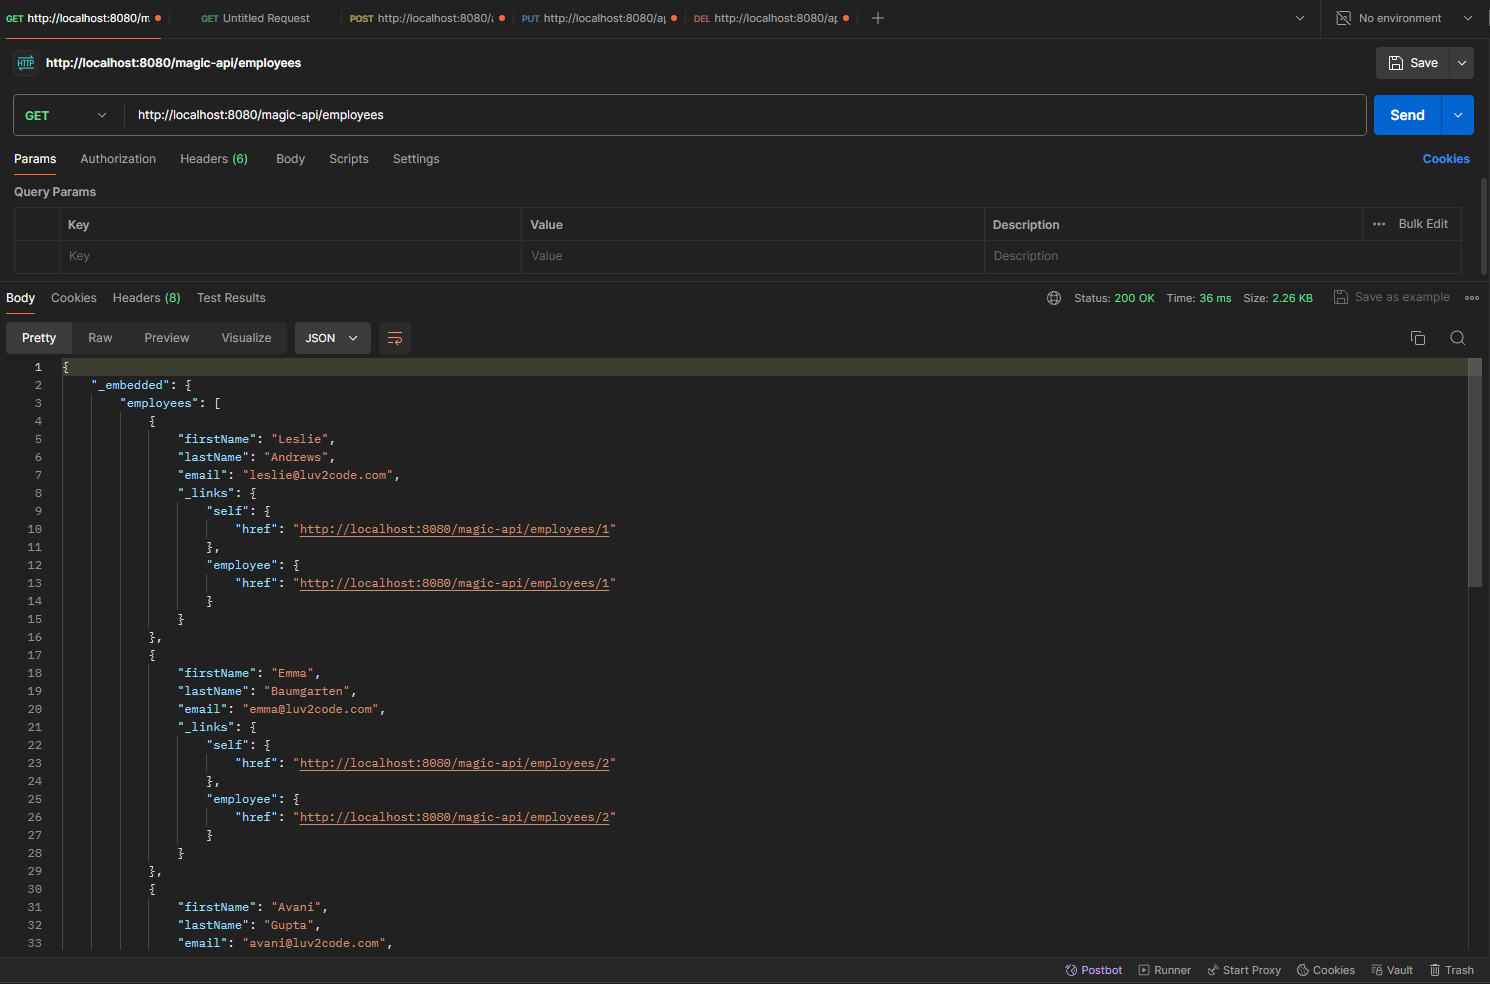 GET http://localhost:8080/m GET Untitled Request POST http://localhost:8080/a PUT http://localhost:8080/ap DEL http://localhost:8080/ap No environment
HTTP http://localhost:8080/magic-api/employees Save
GET http://localhost:8080/magic-api/employees Send
Params Authorization Headers (6) Body Scripts Settings Cookies
Query Params
Key Value Description Bulk Edit
Key Value Description
Body Cookies Headers (8) Test Results Status: 200 OK Time: 36 ms Size: 2.26 KB Save as example
Pretty Raw Preview Visualize JSON
1 {
2 "_embedded": {
3 "employees": [
4 {
5 "firstName": "Leslie",
6 "lastName": "Andrews",
7 "email": "leslie@luv2code.com",
8 "_links": {
9 "self": {
10 "href": "http://localhost:8080/magic-api/employees/1"
11 },
12 "employee": {
13 "href": "http://localhost:8080/magic-api/employees/1"
14 }
15 }
16 },
17 {
18 "firstName": "Emma",
19 "lastName": "Baumgarten",
20 "email": "emma@luv2code.com",
21 "_links": {
22 "self": {
23 "href": "http://localhost:8080/magic-api/employees/2"
24 },
25 "employee": {
26 "href": "http://localhost:8080/magic-api/employees/2"
27 }
28 }
29 },
30 {
31 "firstName": "Avani",
32 "lastName": "Gupta",
33 "email": "avani@luv2code.com",
Postbot Runner Start Proxy Cookies Vault Trash